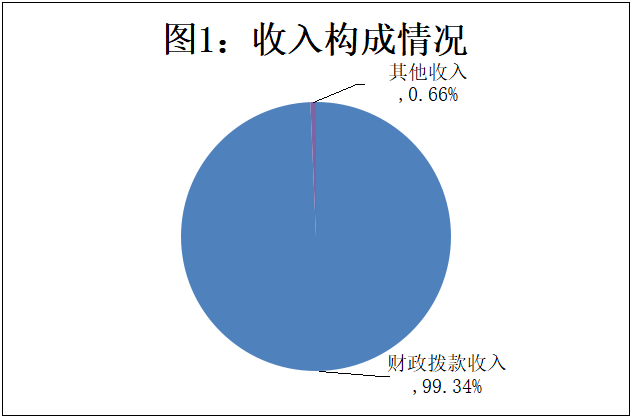 图1：收入构成情况
其他收入
,0.66%
财政拨款收入
,99.34%